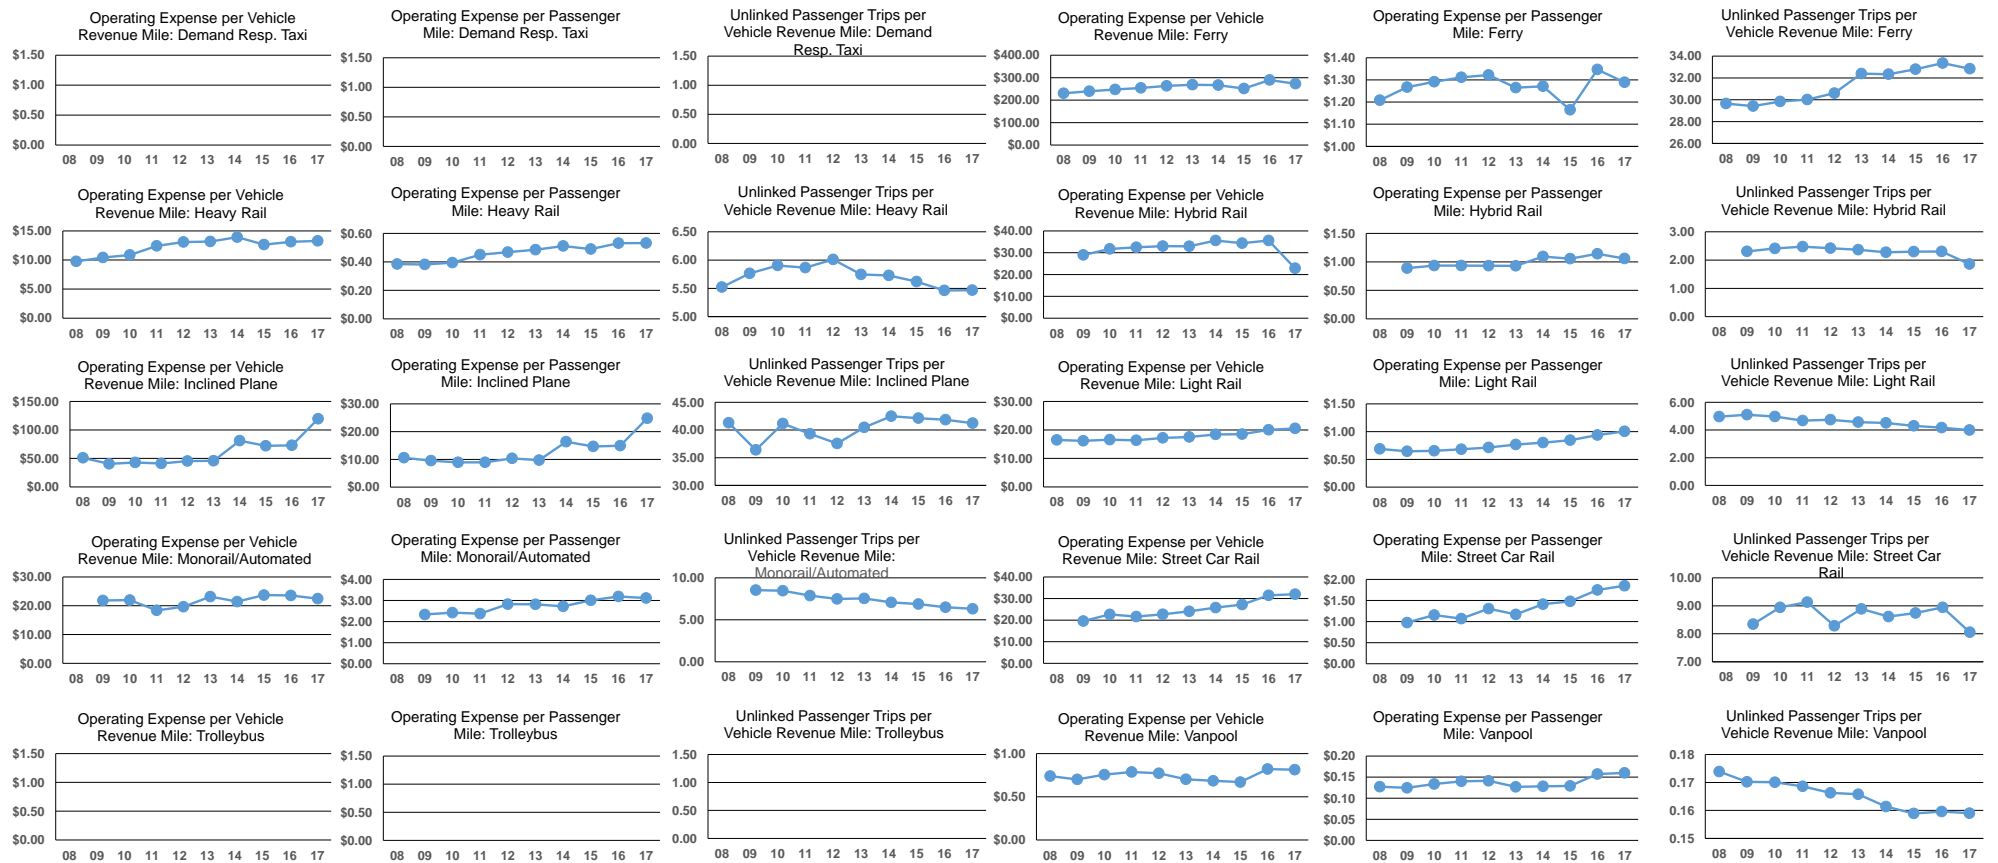 Operating Expense per Vehicle
Revenue Mile: Demand Resp. Taxi
$1.50
$1.00
$0.50
$0.00
08 09 10 11 12 13 14 15 16 17
Operating Expense per Passenger
Mile: Demand Resp. Taxi
$1.50
$1.00
$0.50
$0.00
08 09 10 11 12 13 14 15 16 17
Unlinked Passenger Trips per
Vehicle Revenue Mile: Demand
Resp. Taxi
1.50
1.00
0.50
0.00
08 09 10 11 12 13 14 15 16 17
Operating Expense per Vehicle
Revenue Mile: Ferry
$400.00
$300.00
$200.00
$100.00
$0.00
08 09 10 11 12 13 14 15 16 17
Operating Expense per Passenger
Mile: Ferry
$1.40
$1.30
$1.20
$1.10
$1.00
08 09 10 11 12 13 14 15 16 17
Unlinked Passenger Trips per
Vehicle Revenue Mile: Ferry
34.00
32.00
30.00
28.00
26.00
08 09 10 11 12 13 14 15 16 17
Operating Expense per Vehicle
Revenue Mile: Heavy Rail
$15.00
$10.00
$5.00
$0.00
08 09 10 11 12 13 14 15 16 17
Operating Expense per Passenger
Mile: Heavy Rail
$0.60
$0.40
$0.20
$0.00
08 09 10 11 12 13 14 15 16 17
Unlinked Passenger Trips per
Vehicle Revenue Mile: Heavy Rail
6.50
6.00
5.50
5.00
08 09 10 11 12 13 14 15 16 17
Operating Expense per Vehicle
Revenue Mile: Hybrid Rail
$40.00
$30.00
$20.00
$10.00
$0.00
08 09 10 11 12 13 14 15 16 17
Operating Expense per Passenger
Mile: Hybrid Rail
$1.50
$1.00
$0.50
$0.00
08 09 10 11 12 13 14 15 16 17
Unlinked Passenger Trips per
Vehicle Revenue Mile: Hybrid Rail
3.00
2.00
1.00
0.00
08 09 10 11 12 13 14 15 16 17
Operating Expense per Vehicle
Revenue Mile: Inclined Plane
$150.00
$100.00
$50.00
$0.00
08 09 10 11 12 13 14 15 16 17
Operating Expense per Passenger
Mile: Inclined Plane
$30.00
$20.00
$10.00
$0.00
08 09 10 11 12 13 14 15 16 17
Unlinked Passenger Trips per
Vehicle Revenue Mile: Inclined Plane
45.00
40.00
35.00
30.00
08 09 10 11 12 13 14 15 16 17
Operating Expense per Vehicle
Revenue Mile: Light Rail
$30.00
$20.00
$10.00
$0.00
08 09 10 11 12 13 14 15 16 17
Operating Expense per Passenger
Mile: Light Rail
$1.50
$1.00
$0.50
$0.00
08 09 10 11 12 13 14 15 16 17
Unlinked Passenger Trips per
Vehicle Revenue Mile: Light Rail
6.00
4.00
2.00
0.00
08 09 10 11 12 13 14 15 16 17
Operating Expense per Vehicle
Revenue Mile: Monorail/Automated
$30.00
$20.00
$10.00
$0.00
08 09 10 11 12 13 14 15 16 17
Operating Expense per Passenger
Mile: Monorail/Automated
$4.00
$3.00
$2.00
$1.00
$0.00
08 09 10 11 12 13 14 15 16 17
Unlinked Passenger Trips per
Vehicle Revenue Mile:
Monorail/Automated
10.00
5.00
0.00
08 09 10 11 12 13 14 15 16 17
Operating Expense per Vehicle
Revenue Mile: Street Car Rail
$40.00
$30.00
$20.00
$10.00
$0.00
08 09 10 11 12 13 14 15 16 17
Operating Expense per Passenger
Mile: Street Car Rail
$2.00
$1.50
$1.00
$0.50
$0.00
08 09 10 11 12 13 14 15 16 17
Unlinked Passenger Trips per
Vehicle Revenue Mile: Street Car
Rail
10.00
9.00
8.00
7.00
08 09 10 11 12 13 14 15 16 17
Operating Expense per Vehicle
Revenue Mile: Trolleybus
$1.50
$1.00
$0.50
$0.00
08 09 10 11 12 13 14 15 16 17
Operating Expense per Passenger
Mile: Trolleybus
$1.50
$1.00
$0.50
$0.00
08 09 10 11 12 13 14 15 16 17
Unlinked Passenger Trips per
Vehicle Revenue Mile: Trolleybus
1.50
1.00
0.50
0.00
08 09 10 11 12 13 14 15 16 17
Operating Expense per Vehicle
Revenue Mile: Vanpool
$1.00
$0.50
$0.00
08 09 10 11 12 13 14 15 16 17
Operating Expense per Passenger
Mile: Vanpool
$0.20
$0.15
$0.10
$0.05
$0.00
08 09 10 11 12 13 14 15 16 17
Unlinked Passenger Trips per
Vehicle Revenue Mile: Vanpool
0.18
0.17
0.16
0.15
08 09 10 11 12 13 14 15 16 17